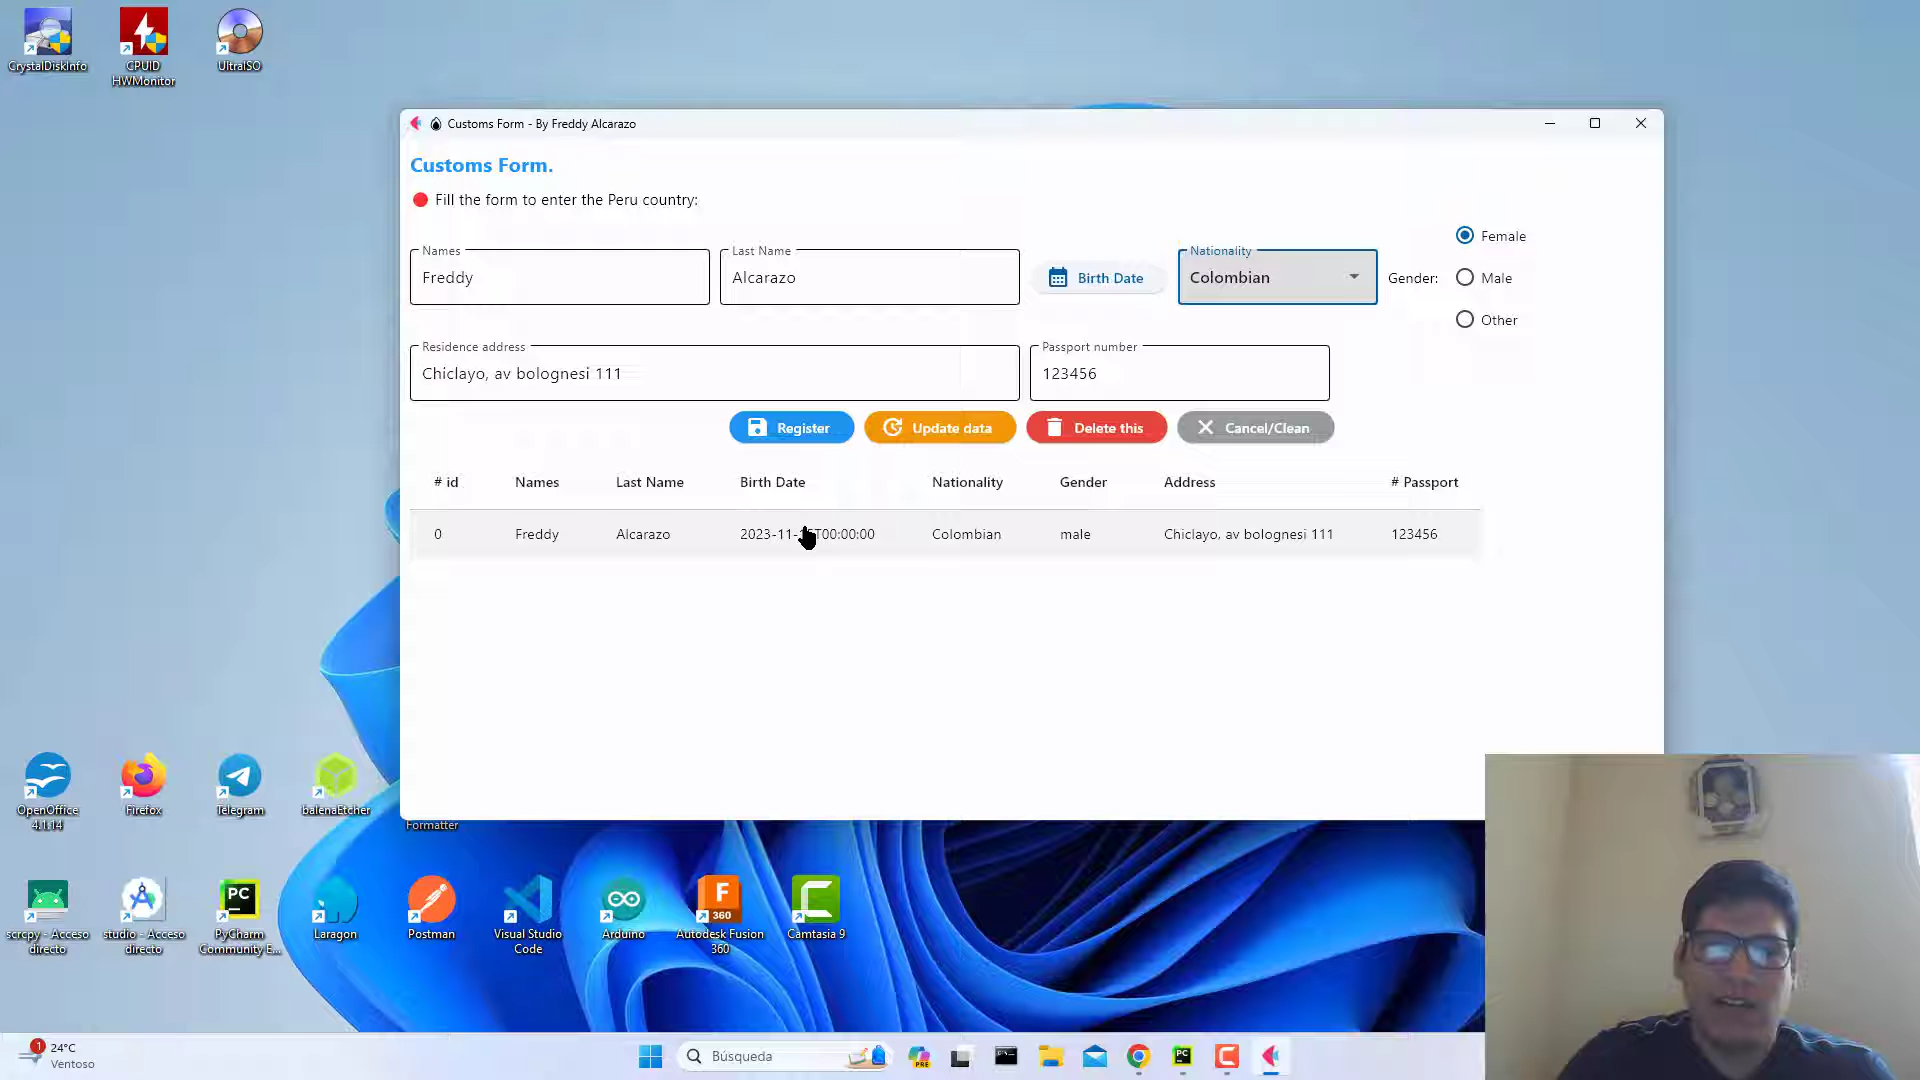 CrystalDiskInfo
CPUID
HWMonitor
UltraISO
Customs Form - By Freddy Alcarazo
Customs Form.
Fill the form to enter the Peru country:
Names
Freddy
Last Name
Alcarazo
Birth Date
Nationality
Colombian
Gender:
Female
Male
Other
Residence address
Chiclayo, av bolognesi 111
Passport number
123456
Register
Update data
Delete this
Cancel/Clean
# id Names Last Name Birth Date Nationality Gender Address # Passport
0 Freddy Alcarazo Colombian male Chiclayo, av bolognesi 111 123456
OpenOffice
4.1.14
Firefox
Telegram
balenaEtcher
Formatter
scrcpy - Acceso
directo
studio - Acceso
directo
PC
PyCharm
Community E...
Laragon
Postman
Visual Studio
Code
Arduino
F
360
Autodesk Fusion
360
Camtasia 9
1
24°C
Ventoso
Búsqueda
PRE
PC